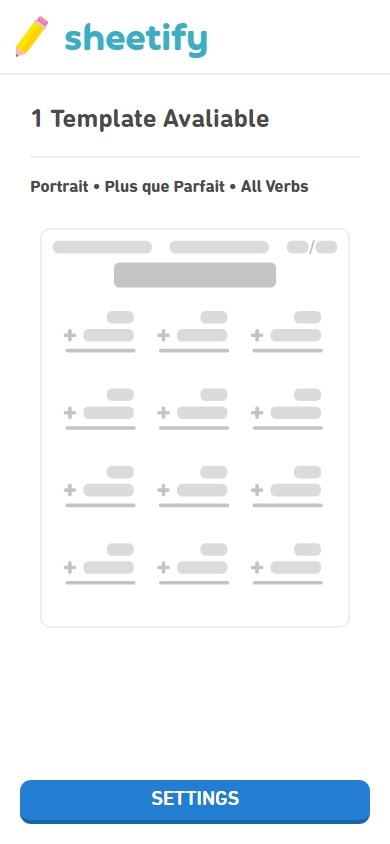 sheetify
1 Template Avaliable
Portrait • Plus que Parfait • All Verbs
+ + +
+ + +
+ + +
+ + +
SETTINGS